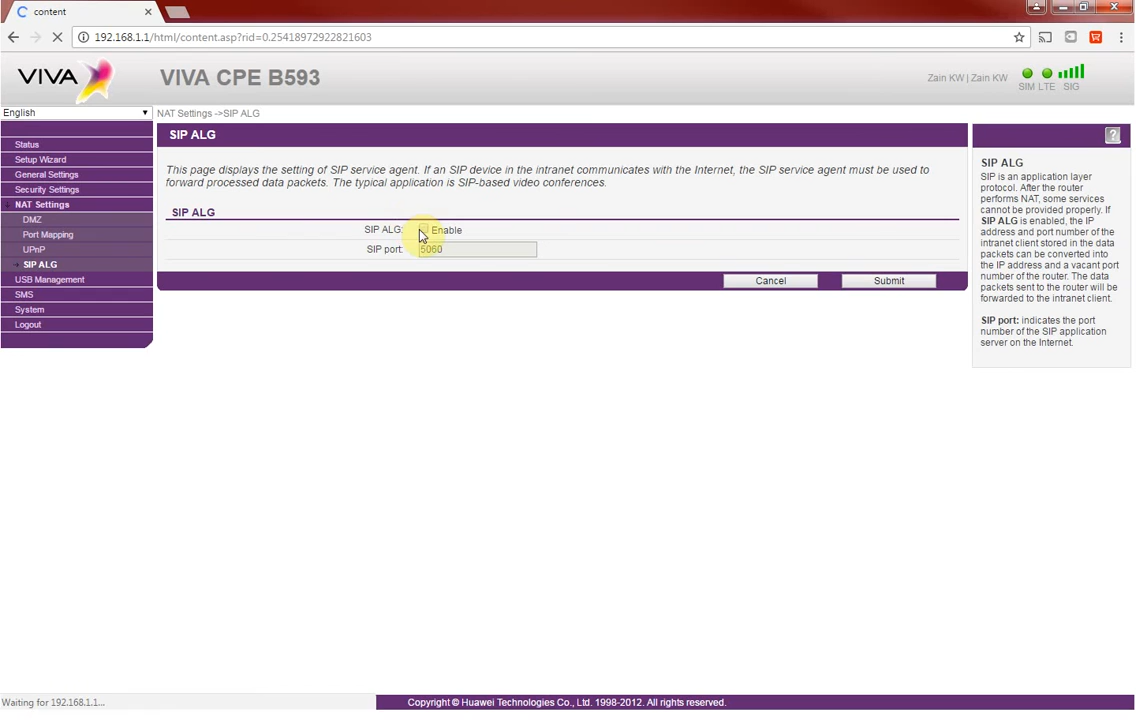 content
192.168.1.1/html/content.asp?rid=0.25418972922821603
VIVA
VIVA CPE B593
Zain KW | Zain KW
SIM LTE SIG
English
NAT Settings ->SIP ALG
Status
Setup Wizard
General Settings
Security Settings
NAT Settings
DMZ
Port Mapping
UPnP
SIP ALG
USB Management
SMS
System
Logout
SIP ALG
This page displays the setting of SIP service agent. If an SIP device in the intranet communicates with the Internet, the SIP service agent must be used to
forward processed data packets. The typical application is SIP-based video conferences.
SIP ALG
SIP ALG: Enable
SIP port: 5060
Cancel Submit
?
SIP ALG
SIP is an application layer
protocol. After the router
performs NAT, some services
cannot be provided properly. If
SIP ALG is enabled, the IP
address and port number of the
intranet client stored in the data
packets can be converted into
the IP address and a vacant port
number of the router. The data
packets sent to the router will be
forwarded to the intranet client.
SIP port: indicates the port
number of the SIP application
server on the Internet.
Waiting for 192.168.1.1...
Copyright © Huawei Technologies Co., Ltd. 1998-2012. All rights reserved.